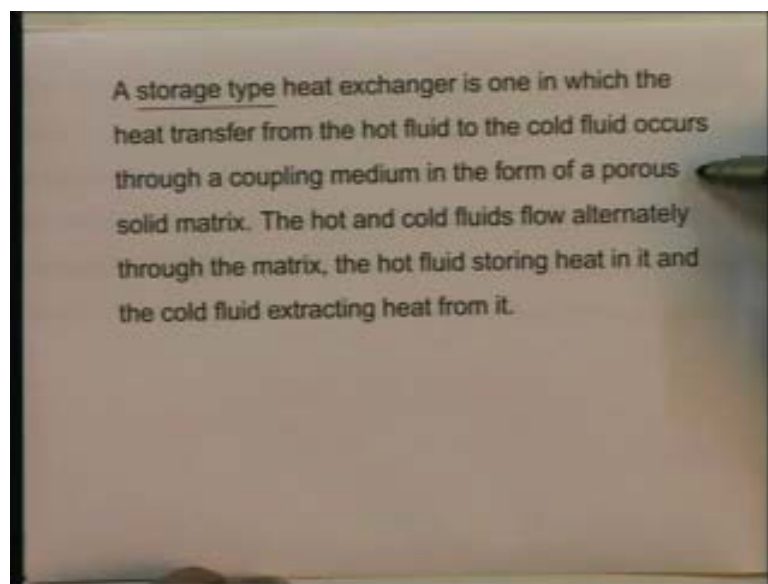 A storage type heat exchanger is one in which the
heat transfer from the hot fluid to the cold fluid occurs
through a coupling medium in the form of a porous
solid matrix. The hot and cold fluids flow alternately
through the matrix, the hot fluid storing heat in it and
the cold fluid extracting heat from it.